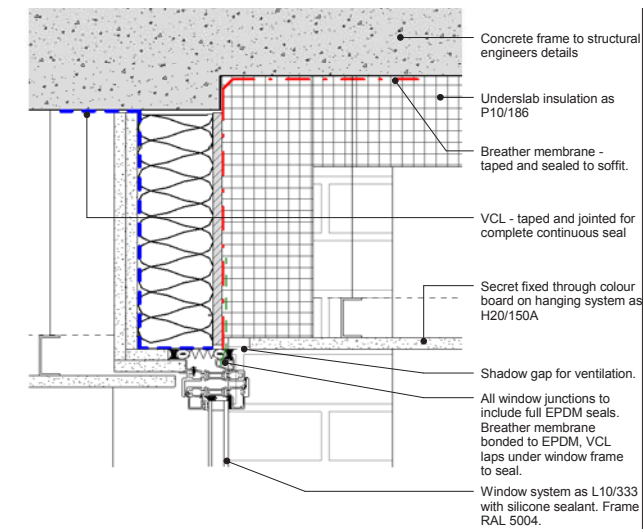 Concrete frame to structural
engineers details
Underslab insulation as
P10/186
Breather membrane -
taped and sealed to soffit.
VCL - taped and jointed for
complete continuous seal
Secret fixed through colour
board on hanging system as
H20/150A
Shadow gap for ventilation.
All window junctions to
include full EPDM seals.
Breather membrane
bonded to EPDM, VCL
laps under window frame
to seal.
Window system as L10/333
with silicone sealant. Frame
RAL 5004.